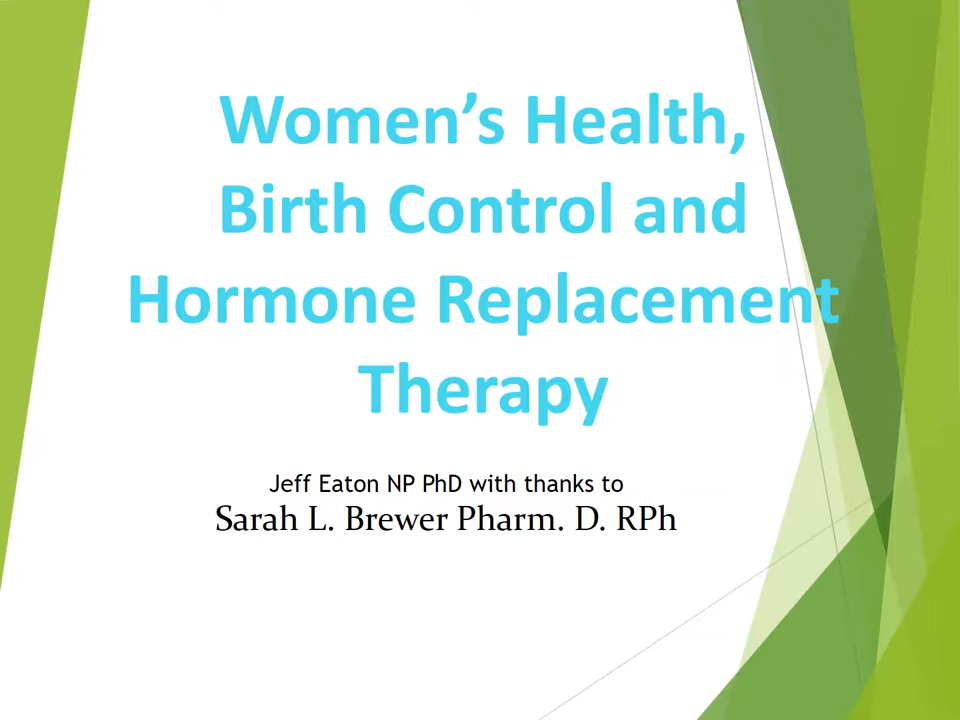 Women’s Health,
Birth Control and
Hormone Replacement
Therapy
Jeff Eaton NP PhD with thanks to
Sarah L. Brewer Pharm. D. RPh